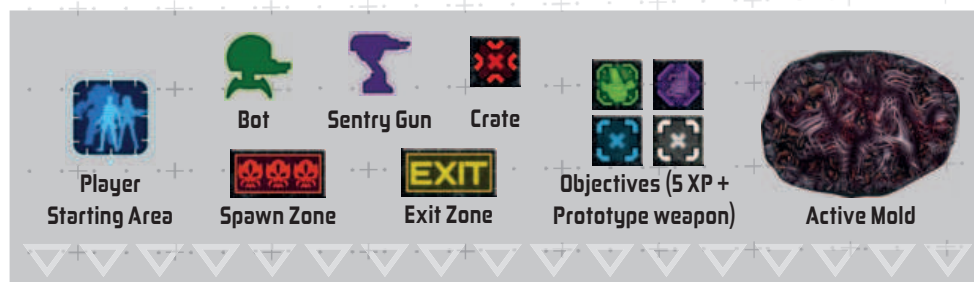 Bot
Sentry Gun
Crate
Player
Starting Area
Spawn Zone
EXIT
Exit Zone
Objectives (5 XP +
Prototype weapon)
Active Mold